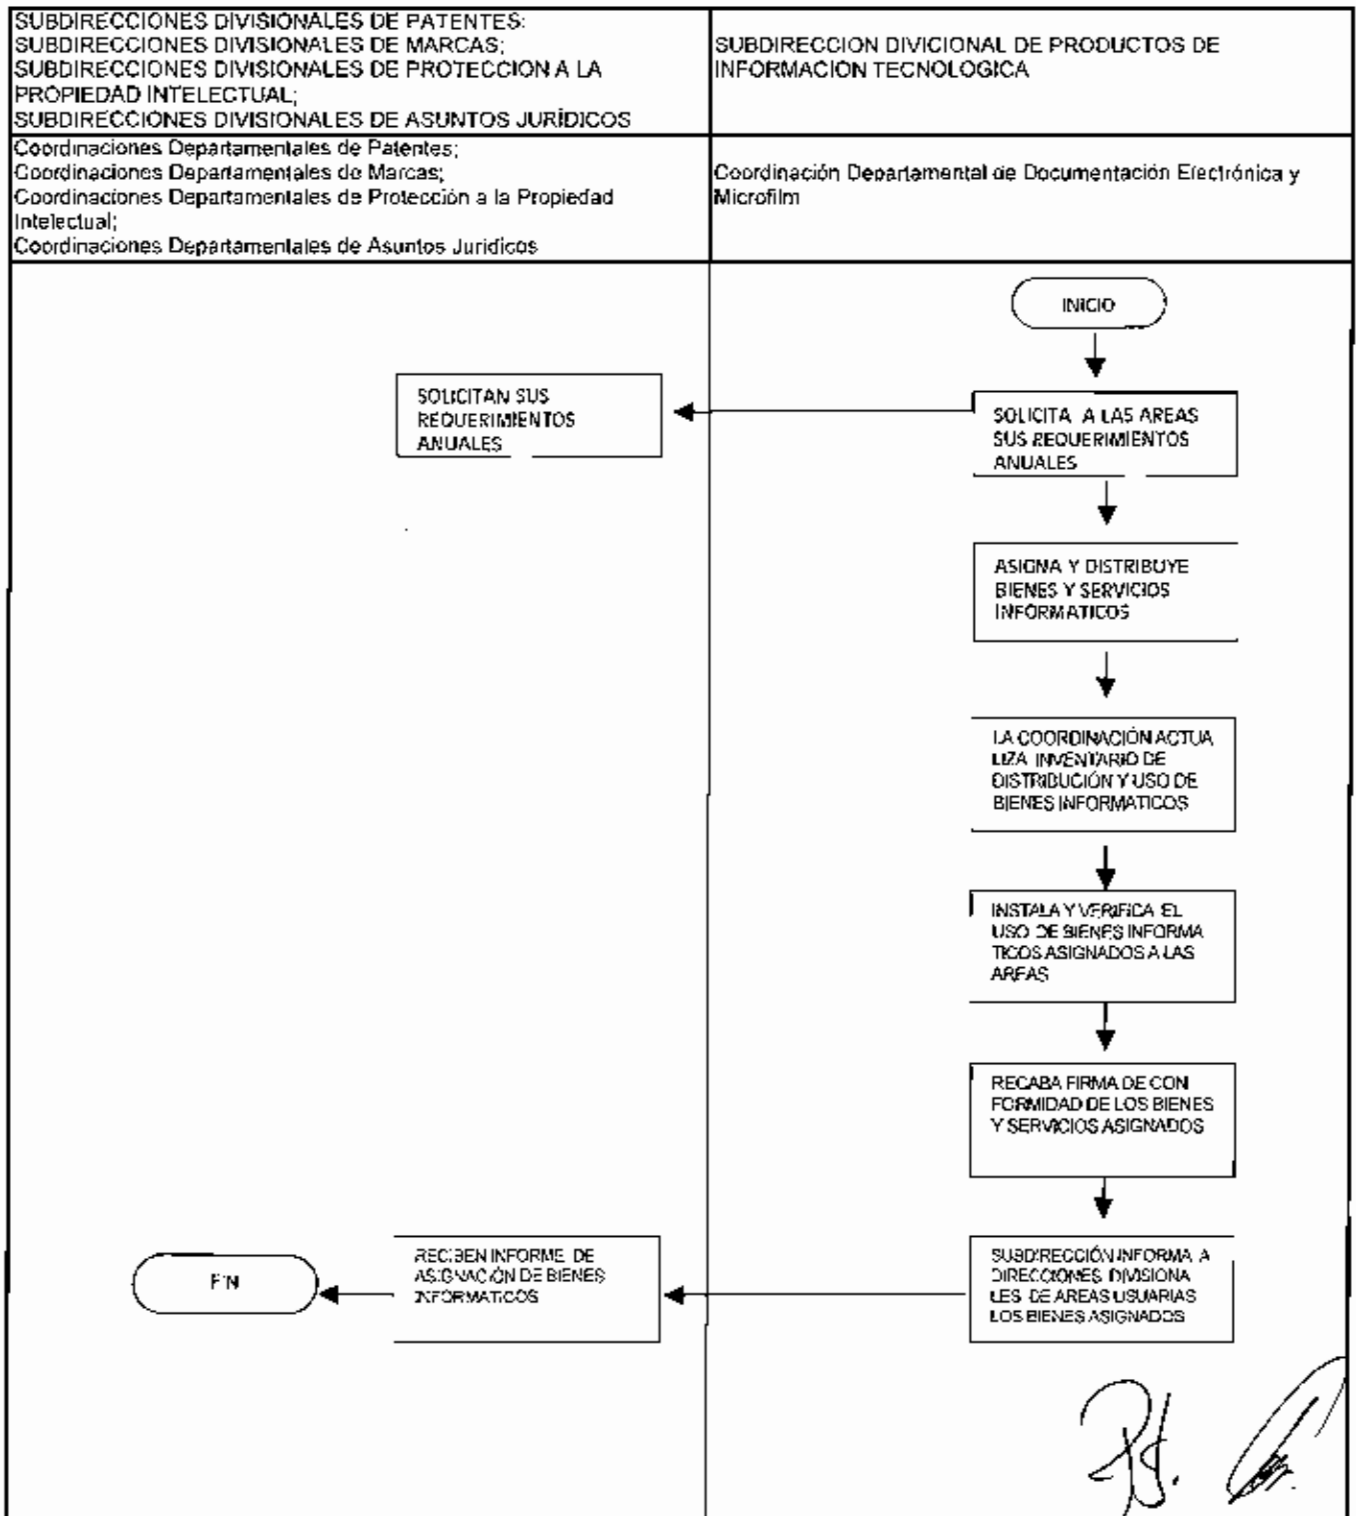 SUBDIRECCIONES DIVISIONALES DE PATENTES:
SUBDIRECCIONES DIVISIONALES DE MARCAS;
SUBDIRECCIONES DIVISIONALES DE PROTECCION A LA
PROPIEDAD INTELECTUAL;
SUBDIRECCIONES DIVISIONALES DE ASUNTOS JURÍDICOS
SUBDIRECCION DIVICIONAL DE PRODUCTOS DE
INFORMACION TECNOLOGICA
Coordinaciones Departamentales de Patentes;
Coordinaciones Departamentales de Marcas;
Coordinaciones Departamentales de Protección a la Propiedad
Intelectual;
Coordinaciones Departamentales de Asuntos Juridicos
Coordinación Departamental de Documentación Electrónica y
Microfilm
INICIO
SOLICITAN SUS
REQUERIMIENTOS
ANUALES
SOLICITA A LAS AREAS
SUS REQUERIMIENTOS
ANUALES
ASIGNA Y DISTRIBUYE
BIENES Y SERVICIOS
INFORMATICOS
LA COORDINACIÓN ACTUA
LIZA INVENTARIO DE
DISTRIBUCIÓN Y USO DE
BIENES INFORMATICOS
INSTALA Y VERIFICA EL
USO DE BIENES INFORMA
TICOS ASIGNADOS A LAS
AREAS
RECABA FIRMA DE CON
FORMIDAD DE LOS BIENES
Y SERVICIOS ASIGNADOS
SUBDIRECCIÓN INFORMA A
DIRECCIONES DIVISIONA
LES DE AREAS USUARIAS
LOS BIENES ASIGNADOS
RECIBEN INFORME DE
ASIGNACIÓN DE BIENES
INFORMATICOS
FIN